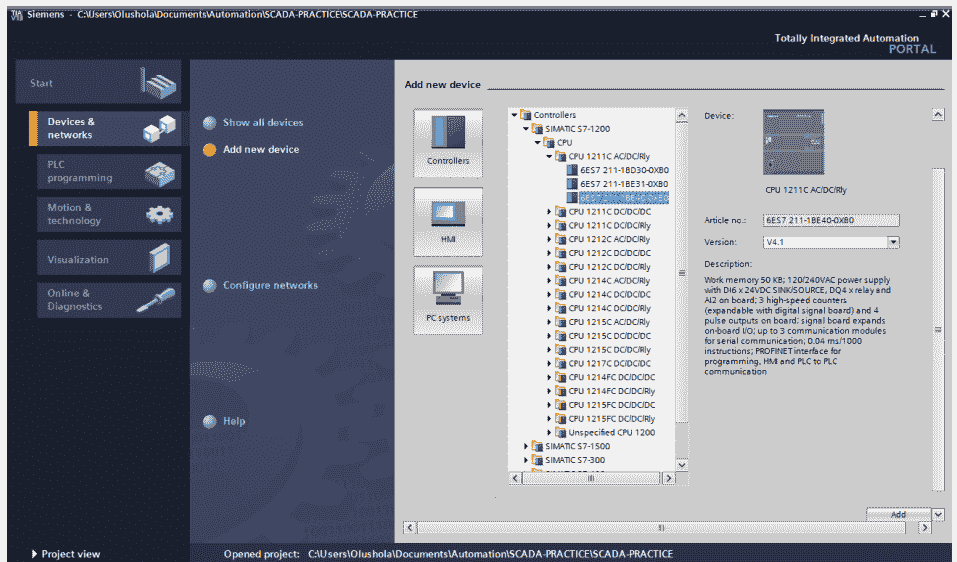 Siemens - C:\Users\Olushola\Documents\Automation\SCADA-PRACTICE\SCADA-PRACTICE
Totally Integrated Automation
PORTAL
Start
Devices &
networks
PLC
programming
Motion &
technology
Visualization
Online &
Diagnostics
Show all devices
Add new device
Configure networks
Help
Add new device
Controllers
HMI
PC systems
Controllers
SIMATIC S7-1200
CPU
CPU 1211C AC/DC/Rly
6ES7 211-1BD30-0XB0
6ES7 211-1BE31-0XB0
6ES7 211-1BE40-0XB0
CPU 1211C DC/DC/DC
CPU 1211C DC/DC/Rly
CPU 1212C AC/DC/Rly
CPU 1212C DC/DC/DC
CPU 1212C DC/DC/Rly
CPU 1214C AC/DC/Rly
CPU 1214C DC/DC/DC
CPU 1214C DC/DC/Rly
CPU 1215C AC/DC/Rly
CPU 1215C DC/DC/DC
CPU 1215C DC/DC/Rly
CPU 1217C DC/DC/DC
CPU 1214FC DC/DC/DC
CPU 1214FC DC/DC/Rly
CPU 1215FC DC/DC/DC
CPU 1215FC DC/DC/Rly
Unspecified CPU 1200
SIMATIC S7-1500
SIMATIC S7-300
Device:
CPU 1211C AC/DC/Rly
Article no.: 6ES7 211-1BE40-0XB0
Version: V4.1
Description:
Work memory 50 KB; 120/240VAC power supply
with DI6 x 24VDC SINK/SOURCE, DQ4 x relay and
AI2 on board; 3 high-speed counters
(expandable with digital signal board) and 4
pulse outputs on board; signal board expands
on-board I/O; up to 3 communication modules
for serial communication; 0.04 ms/1000
instructions; PROFINET interface for
programming, HMI and PLC to PLC
communication
Add
Project view
Opened project: C:\Users\Olushola\Documents\Automation\SCADA-PRACTICE\SCADA-PRACTICE